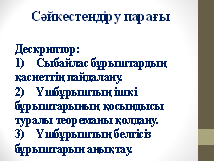 Сәйкестендіру парағы
Дескриптор:
1) Сыбайлас бұрыштардың
қасиеттін пайдалану.
2) Үшбұрыштың ішкі
бұрыштарының қосындысы
туралы теореманы қолдану.
3) Үшбұрыштың белгісіз
бұрыштарын анықтау.